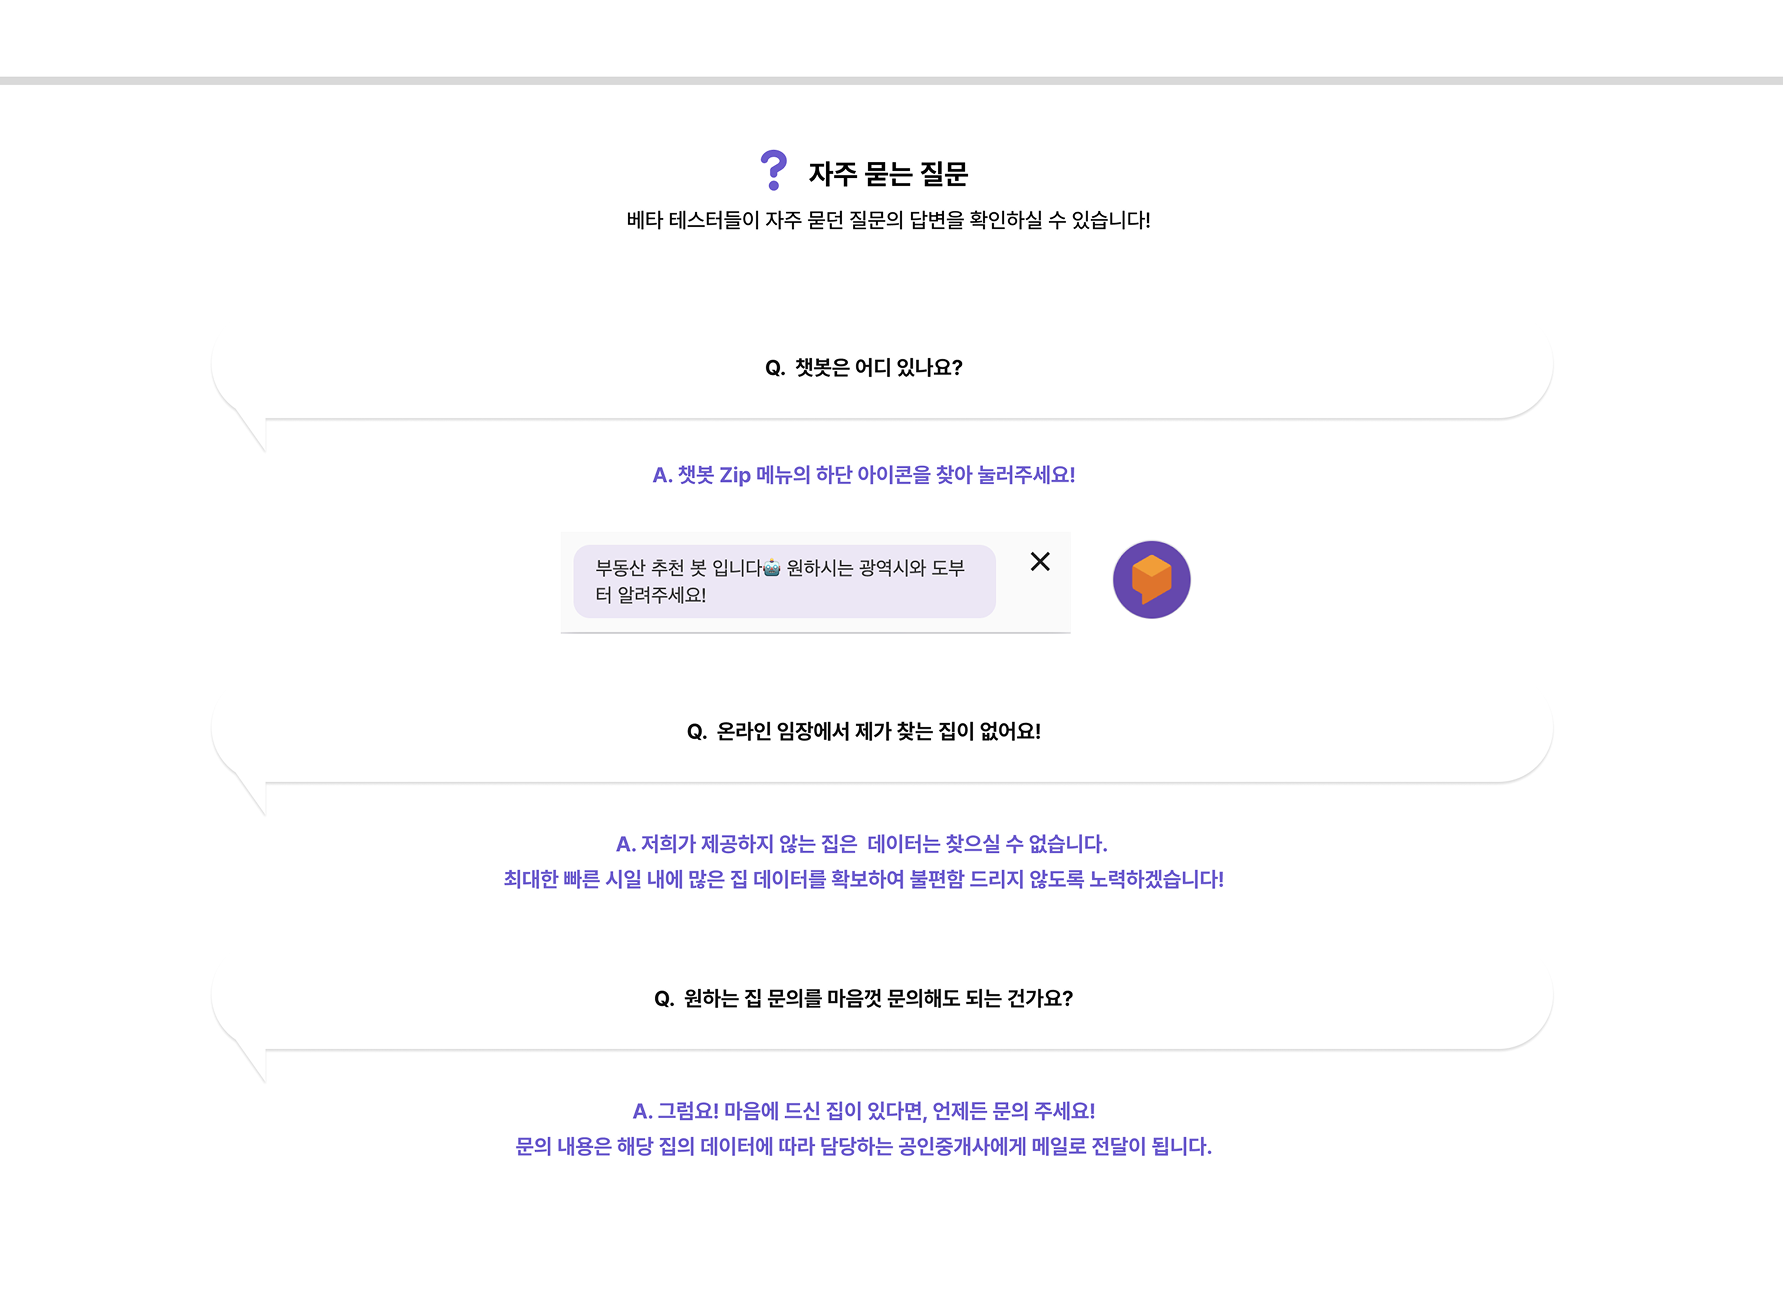 ? 자주 묻는 질문
베타 테스터들이 자주 묻던 질문의 답변을 확인하실 수 있습니다!
Q. 챗봇은 어디 있나요?
A. 챗봇 Zip 메뉴의 하단 아이콘을 찾아 눌러주세요!
부동산 추천 봇 입니다🤖 원하시는 광역시와 도부
터 알려주세요!
Q. 온라인 임장에서 제가 찾는 집이 없어요!
A. 저희가 제공하지 않는 집은 데이터는 찾으실 수 없습니다.
최대한 빠른 시일 내에 많은 집 데이터를 확보하여 불편함 드리지 않도록 노력하겠습니다!
Q. 원하는 집 문의를 마음껏 문의해도 되는 건가요?
A. 그럼요! 마음에 드신 집이 있다면, 언제든 문의 주세요!
문의 내용은 해당 집의 데이터에 따라 담당하는 공인중개사에게 메일로 전달이 됩니다.